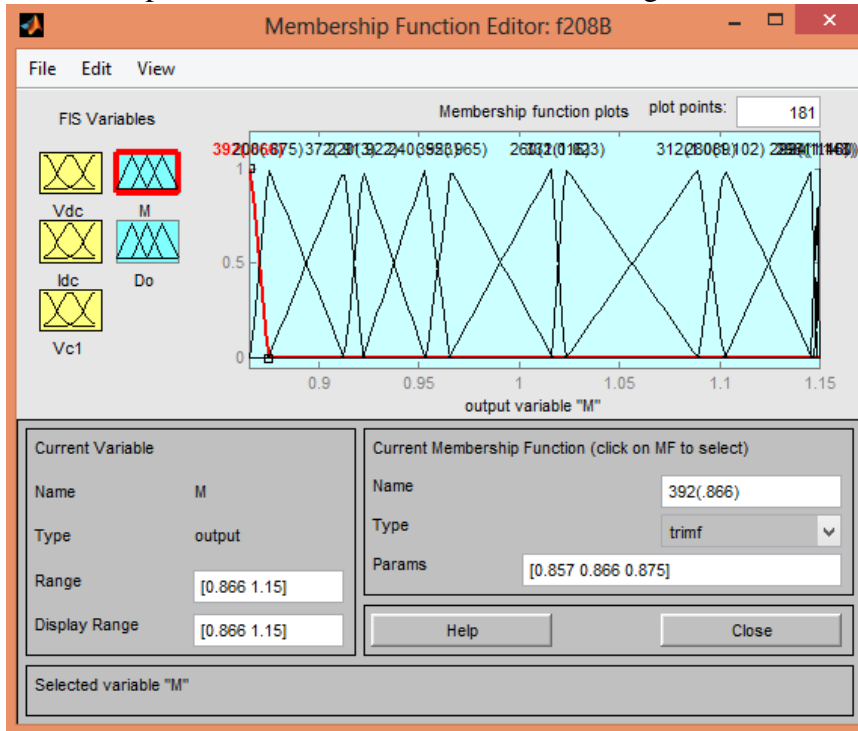 Membership Function Editor: f208B
File Edit View
FIS Variables
Membership function plots plot points: 181
Vdc M
Idc Do
Vc1
1
0.5
0
0.9 0.95 1 1.05 1.1 1.15
output variable "M"
Current Variable
Name M
Type output
Range [0.866 1.15]
Display Range [0.866 1.15]
Current Membership Function (click on MF to select)
Name 392(.866)
Type trimf
Params [0.857 0.866 0.875]
Help Close
Selected variable "M"